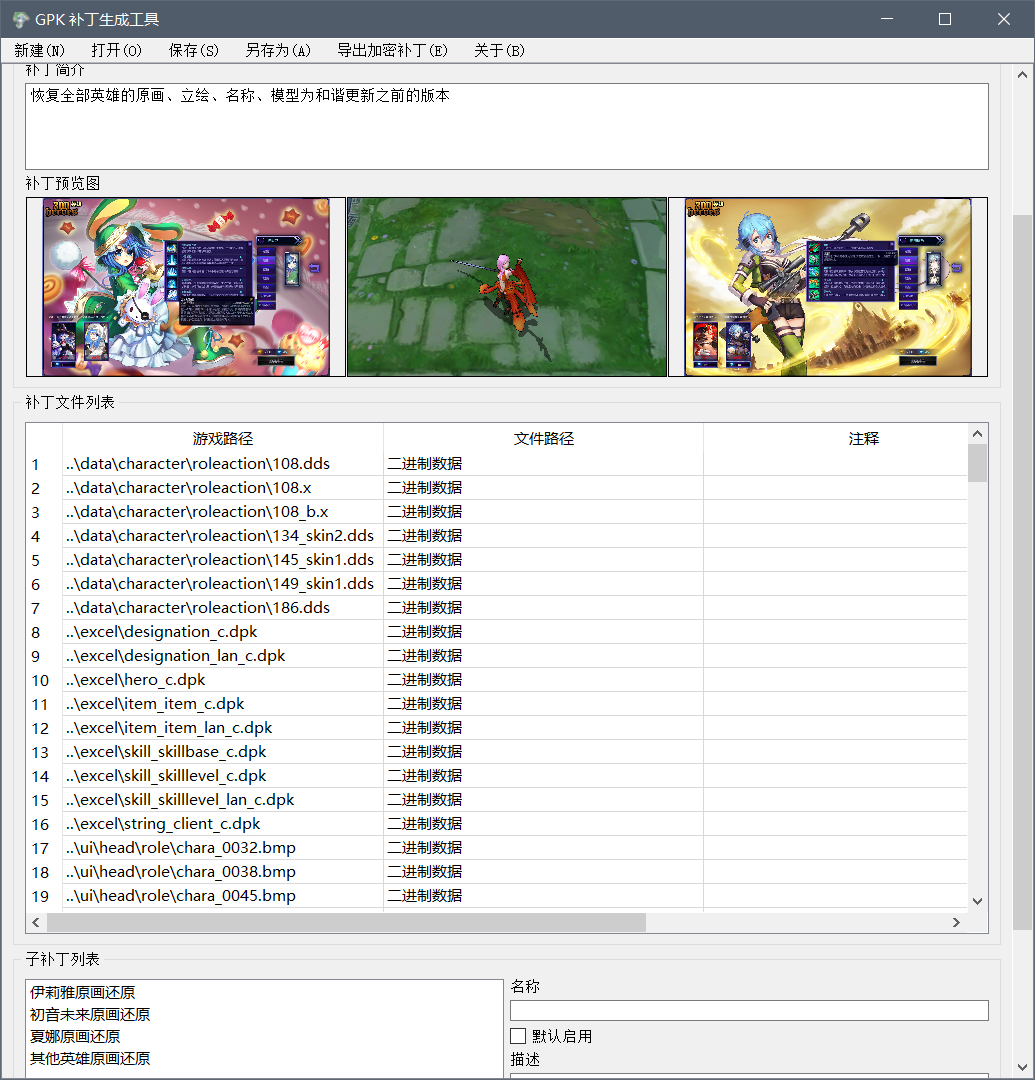 GPK 补丁生成工具
新建(N) 打开(O) 保存(S) 另存为(A) 导出加密补丁(E) 关于(B)
补丁简介
恢复全部英雄的原画、立绘、名称、模型为和谐更新之前的版本
补丁预览图
补丁文件列表
游戏路径 文件路径 注释
1 ..\data\character\roleaction\108.dds 二进制数据
2 ..\data\character\roleaction\108.x 二进制数据
3 ..\data\character\roleaction\108_b.x 二进制数据
4 ..\data\character\roleaction\134_skin2.dds 二进制数据
5 ..\data\character\roleaction\145_skin1.dds 二进制数据
6 ..\data\character\roleaction\149_skin1.dds 二进制数据
7 ..\data\character\roleaction\186.dds 二进制数据
8 ..\excel\designation_c.dpk 二进制数据
9 ..\excel\designation_lan_c.dpk 二进制数据
10 ..\excel\hero_c.dpk 二进制数据
11 ..\excel\item_item_c.dpk 二进制数据
12 ..\excel\item_item_lan_c.dpk 二进制数据
13 ..\excel\skill_skillbase_c.dpk 二进制数据
14 ..\excel\skill_skilllevel_c.dpk 二进制数据
15 ..\excel\skill_skilllevel_lan_c.dpk 二进制数据
16 ..\excel\string_client_c.dpk 二进制数据
17 ..\ui\head\role\chara_0032.bmp 二进制数据
18 ..\ui\head\role\chara_0038.bmp 二进制数据
19 ..\ui\head\role\chara_0045.bmp 二进制数据
子补丁列表
伊莉雅原画还原
初音未来原画还原
夏娜原画还原
其他英雄原画还原
名称
默认启用
描述